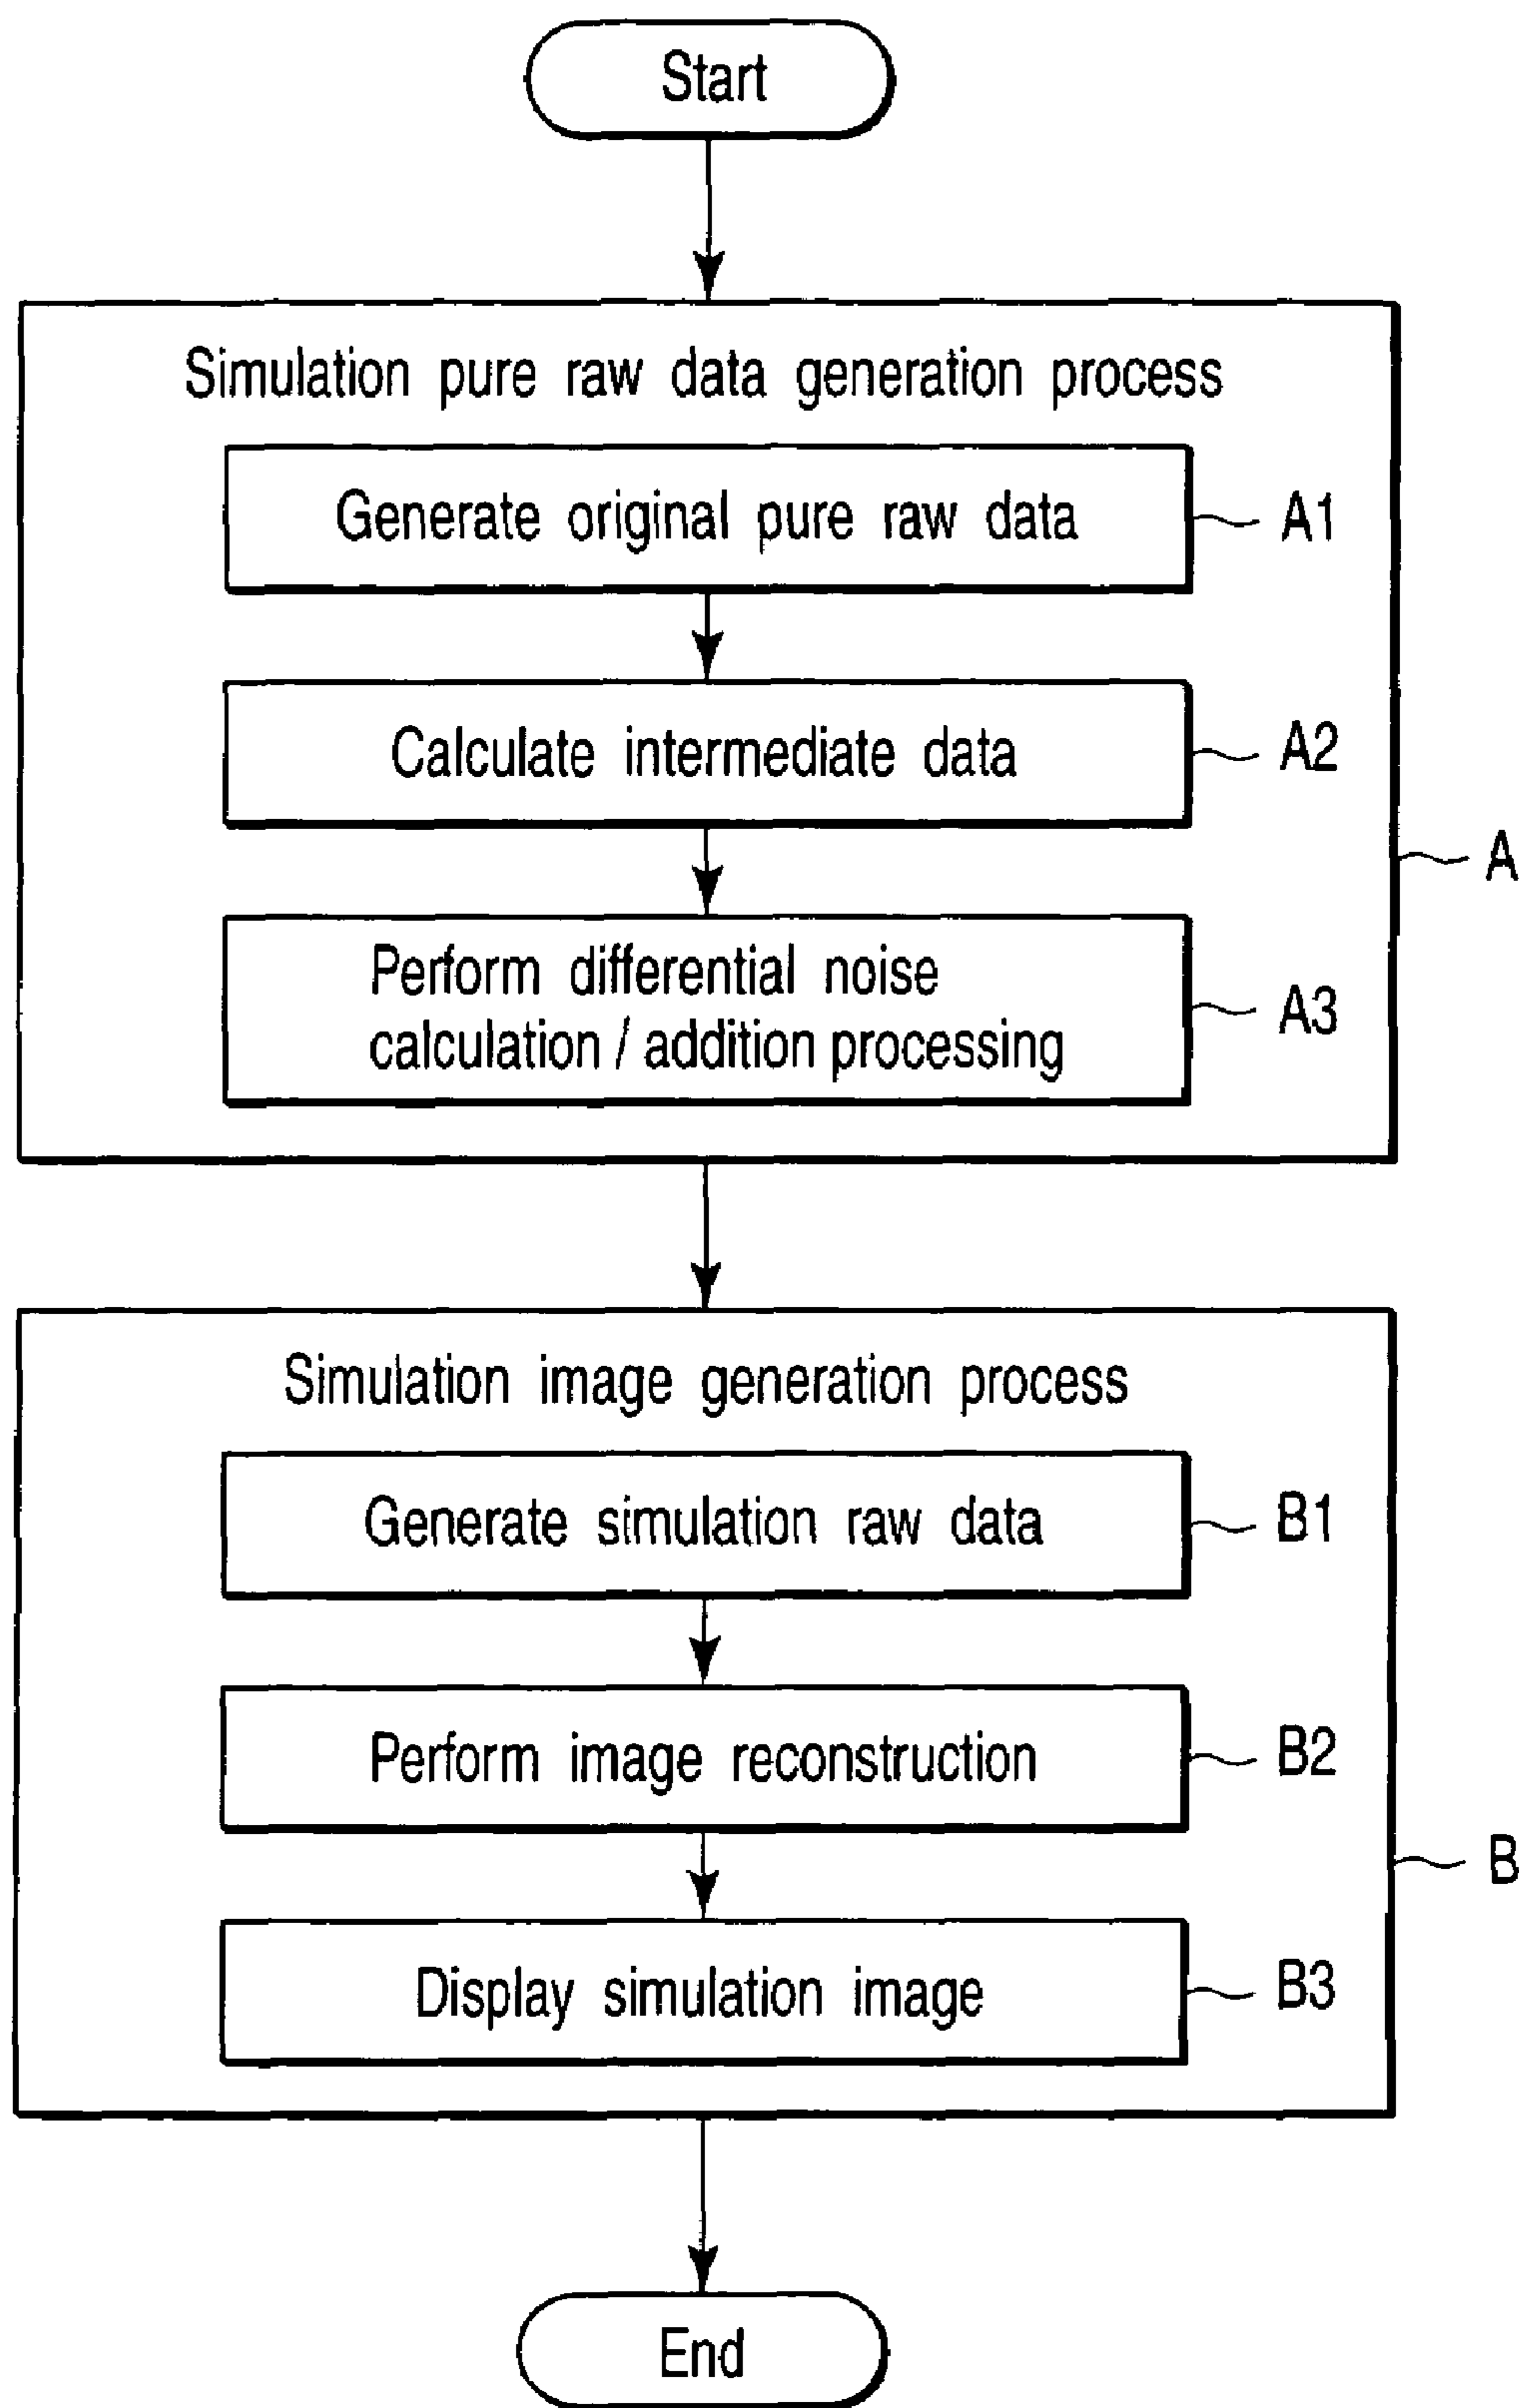 Start
Simulation pure raw data generation process
Generate original pure raw data
A1
Calculate intermediate data
A2
A
Perform differential noise
calculation / addition processing
A3
Simulation image generation process
Generate simulation raw data
B1
Perform image reconstruction
B2
B
Display simulation image
B3
End